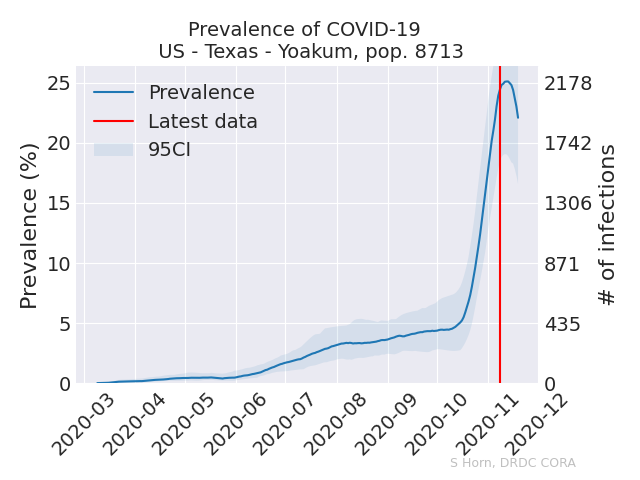 Prevalence of COVID-19
US - Texas - Yoakum, pop. 8713
Prevalence
Latest data
95CI
Prevalence (%)
25
20
15
10
5
0
2178
1742
1306
871
435
0
# of infections
2020-03
2020-04
2020-05
2020-06
2020-07
2020-08
2020-09
2020-10
2020-11
2020-12
S Horn, DRDC CORA